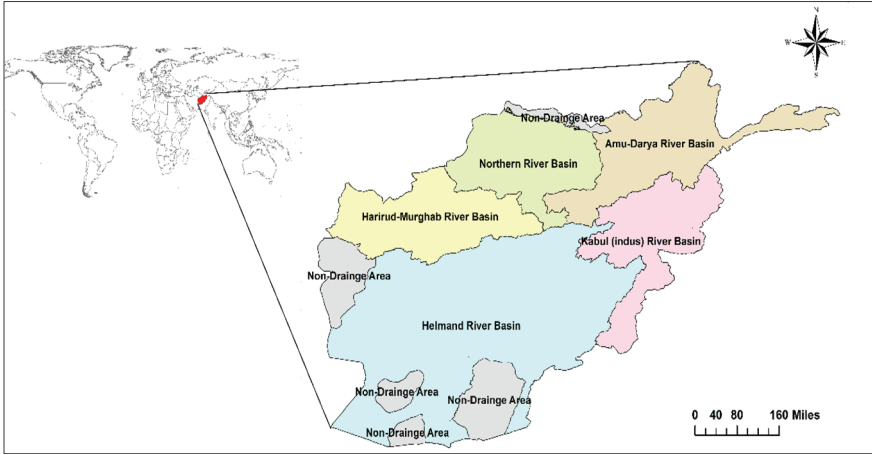 N
W E
S
Non-Drainge Area
Amu-Darya River Basin
Northern River Basin
Harirud-Murghab River Basin
Kabul (indus) River Basin
Non-Drainge Area
Helmand River Basin
Non-Drainge Area
Non-Drainge Area
Non-Drainge Area
0 40 80 160 Miles